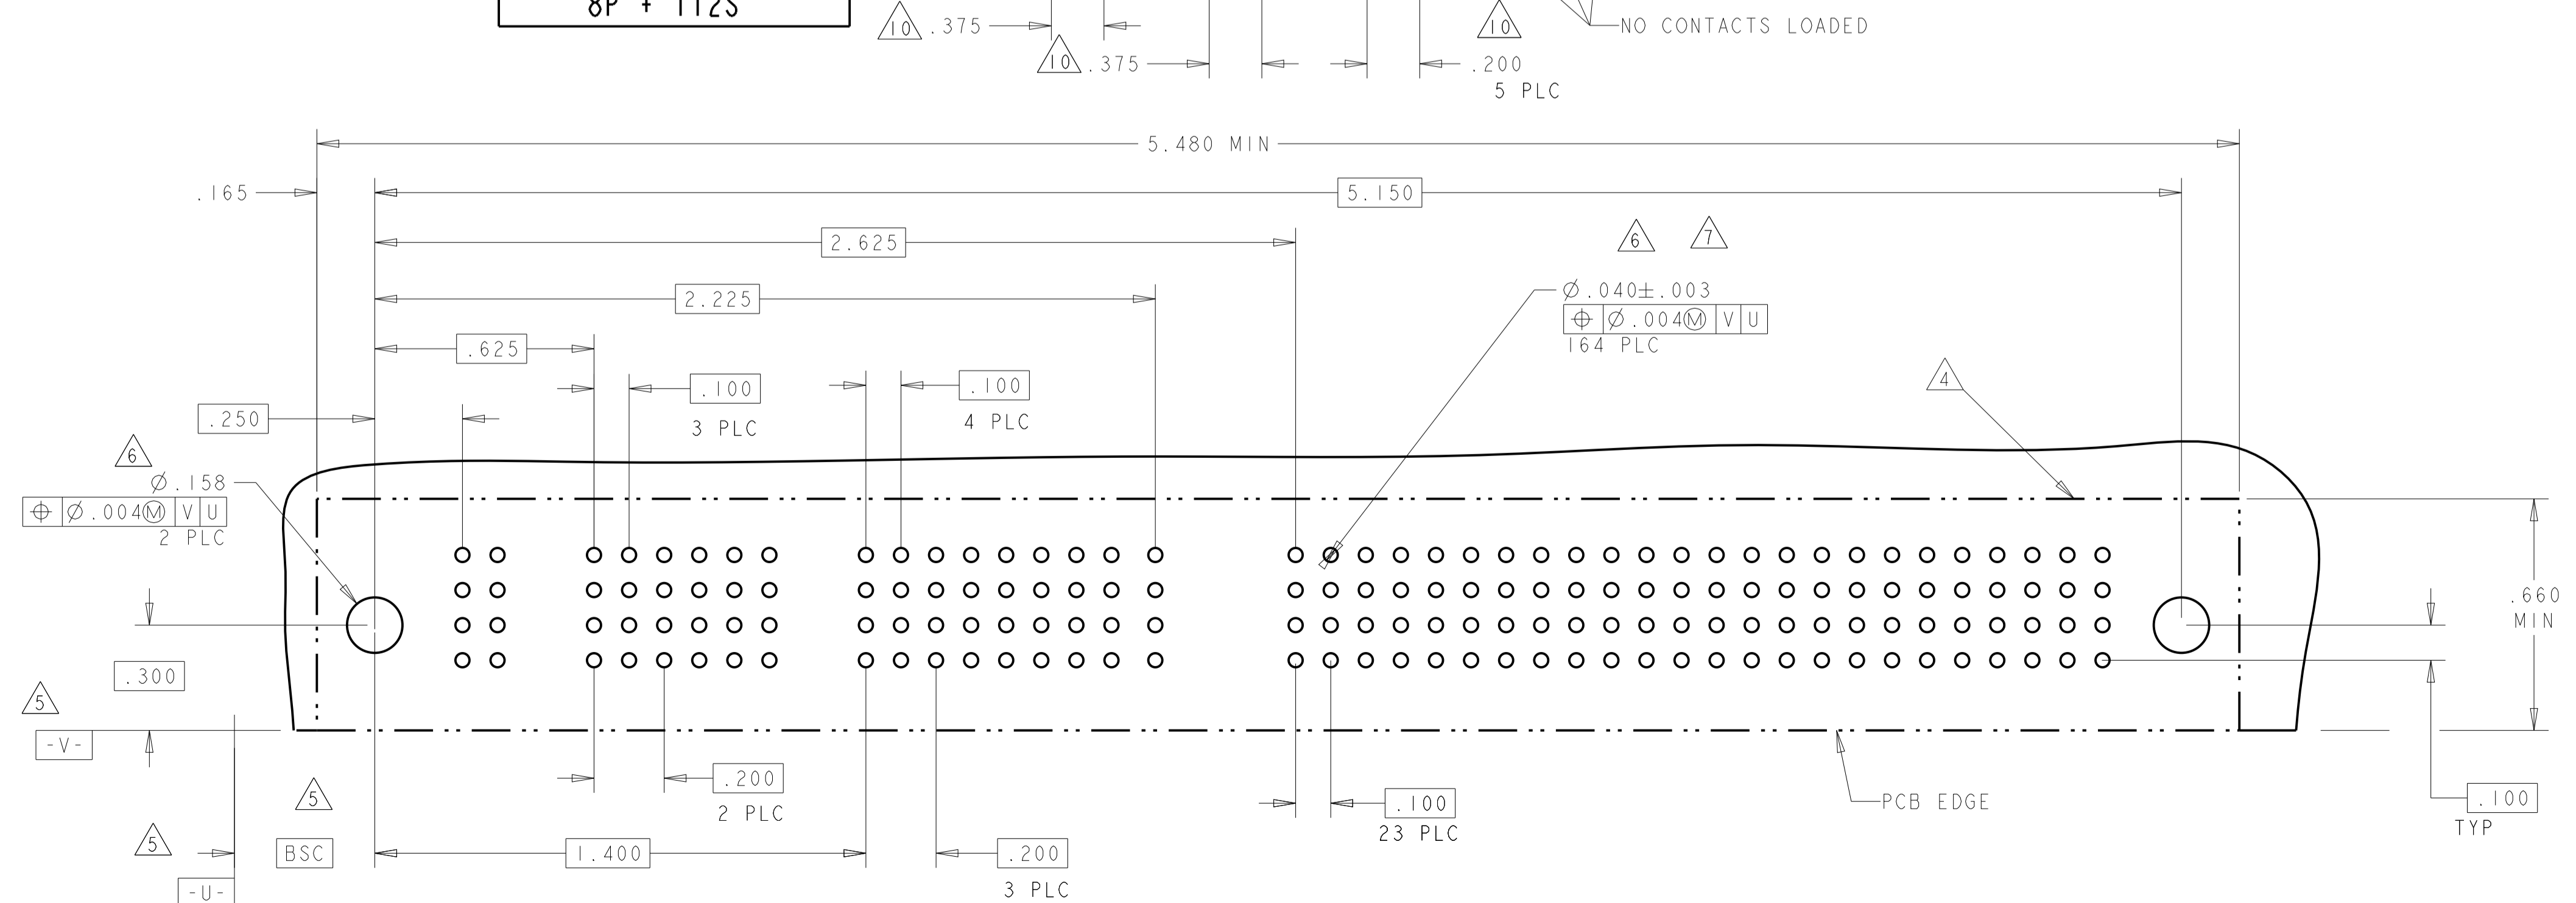 8P + 112S
10 .375
10 .375
10
.200
5 PLC
NO CONTACTS LOADED
5.480 MIN
.165
5.150
2.625
6 7
2.225
Ø.040±.003
⌖ Ø.004Ⓜ V U
164 PLC
.625
.100
3 PLC
.100
4 PLC
4
.250
6
Ø.158
⌖ Ø.004Ⓜ V U
2 PLC
.660
MIN
.300
5
-V-
.200
2 PLC
5
.100
23 PLC
PCB EDGE
.100
TYP
5
BSC
1.400
.200
3 PLC
-U-